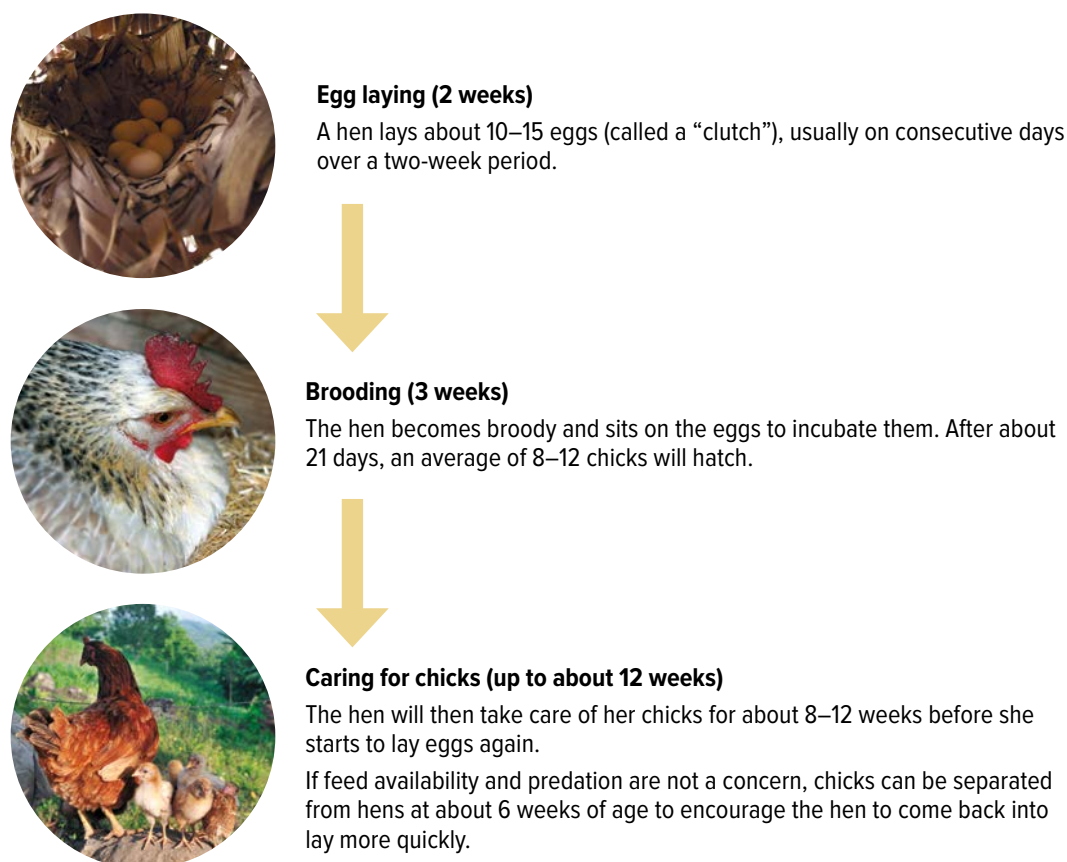 Egg laying (2 weeks)
A hen lays about 10–15 eggs (called a “clutch”), usually on consecutive days
over a two-week period.
Brooding (3 weeks)
The hen becomes broody and sits on the eggs to incubate them. After about
21 days, an average of 8–12 chicks will hatch.
Caring for chicks (up to about 12 weeks)
The hen will then take care of her chicks for about 8–12 weeks before she
starts to lay eggs again.
If feed availability and predation are not a concern, chicks can be separated
from hens at about 6 weeks of age to encourage the hen to come back into
lay more quickly.